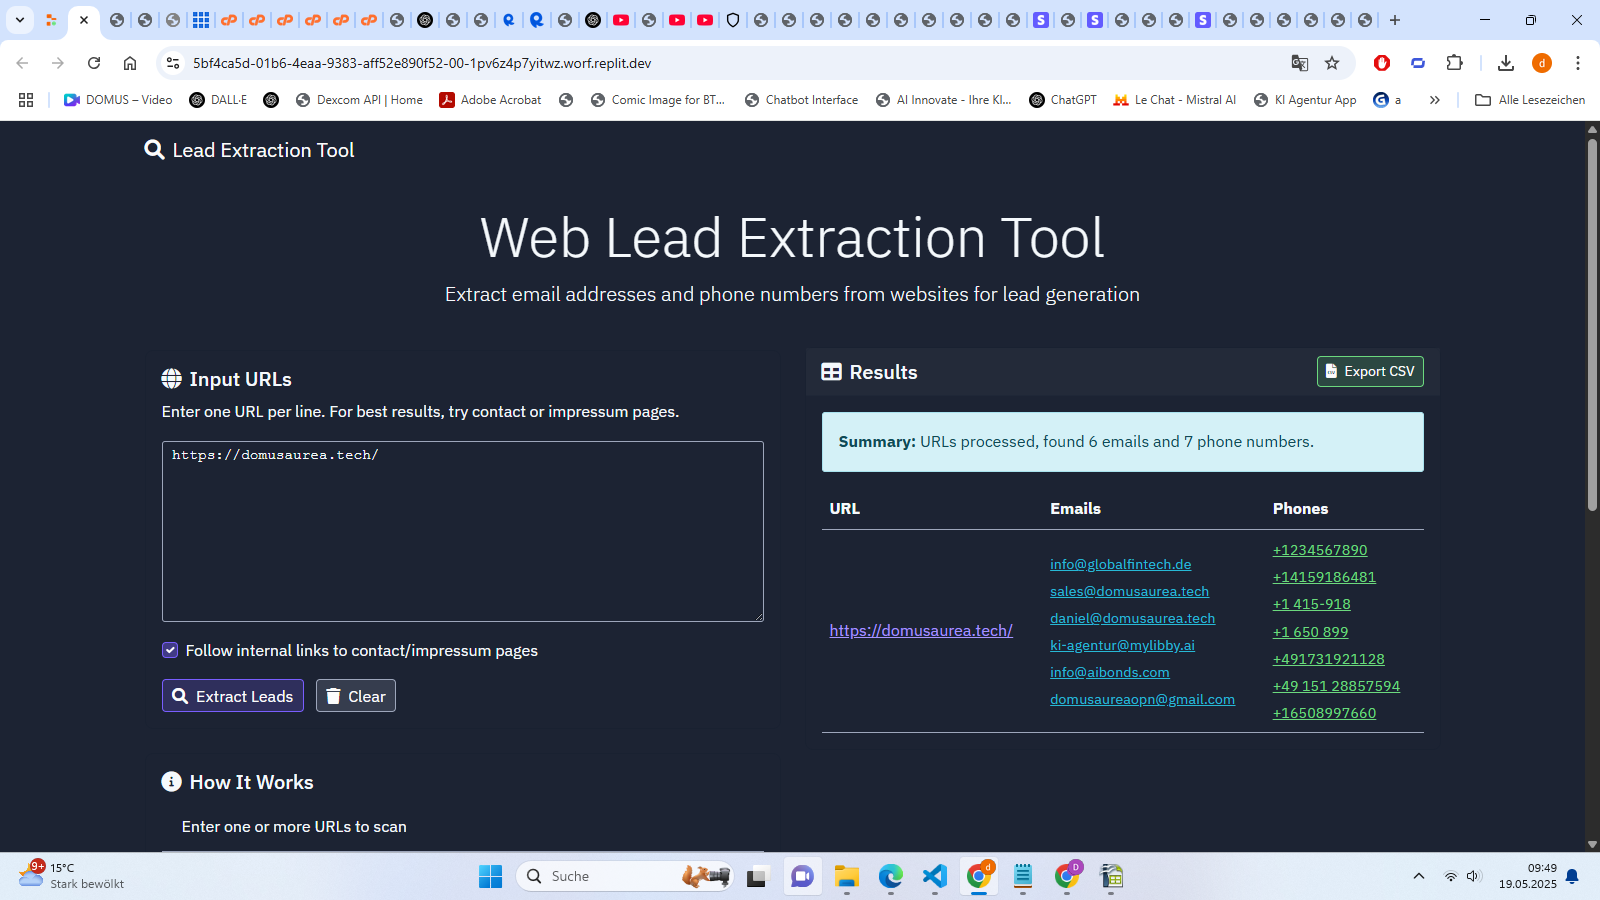 5bf4ca5d-01b6-4eaa-9383-aff52e890f52-00-1pv6z4p7yitwz.worf.replit.dev
DOMUS – Video
DALL·E
Dexcom API | Home
Adobe Acrobat
Comic Image for BT...
Chatbot Interface
AI Innovate - Ihre KI...
ChatGPT
Le Chat - Mistral AI
KI Agentur App
a
Alle Lesezeichen
Lead Extraction Tool
Web Lead Extraction Tool
Extract email addresses and phone numbers from websites for lead generation
Input URLs
Enter one URL per line. For best results, try contact or impressum pages.
https://domusaurea.tech/
Follow internal links to contact/impressum pages
Extract Leads
Clear
How It Works
Enter one or more URLs to scan
Results
Export CSV
Summary: URLs processed, found 6 emails and 7 phone numbers.
URL Emails Phones
https://domusaurea.tech/
info@globalfintech.de
sales@domusaurea.tech
daniel@domusaurea.tech
ki-agentur@mylibby.ai
info@aibonds.com
domusaureaopn@gmail.com
+1234567890
+14159186481
+1 415-918
+1 650 899
+491731921128
+49 151 28857594
+16508997660
9+
15°C
Stark bewölkt
Suche
09:49
19.05.2025